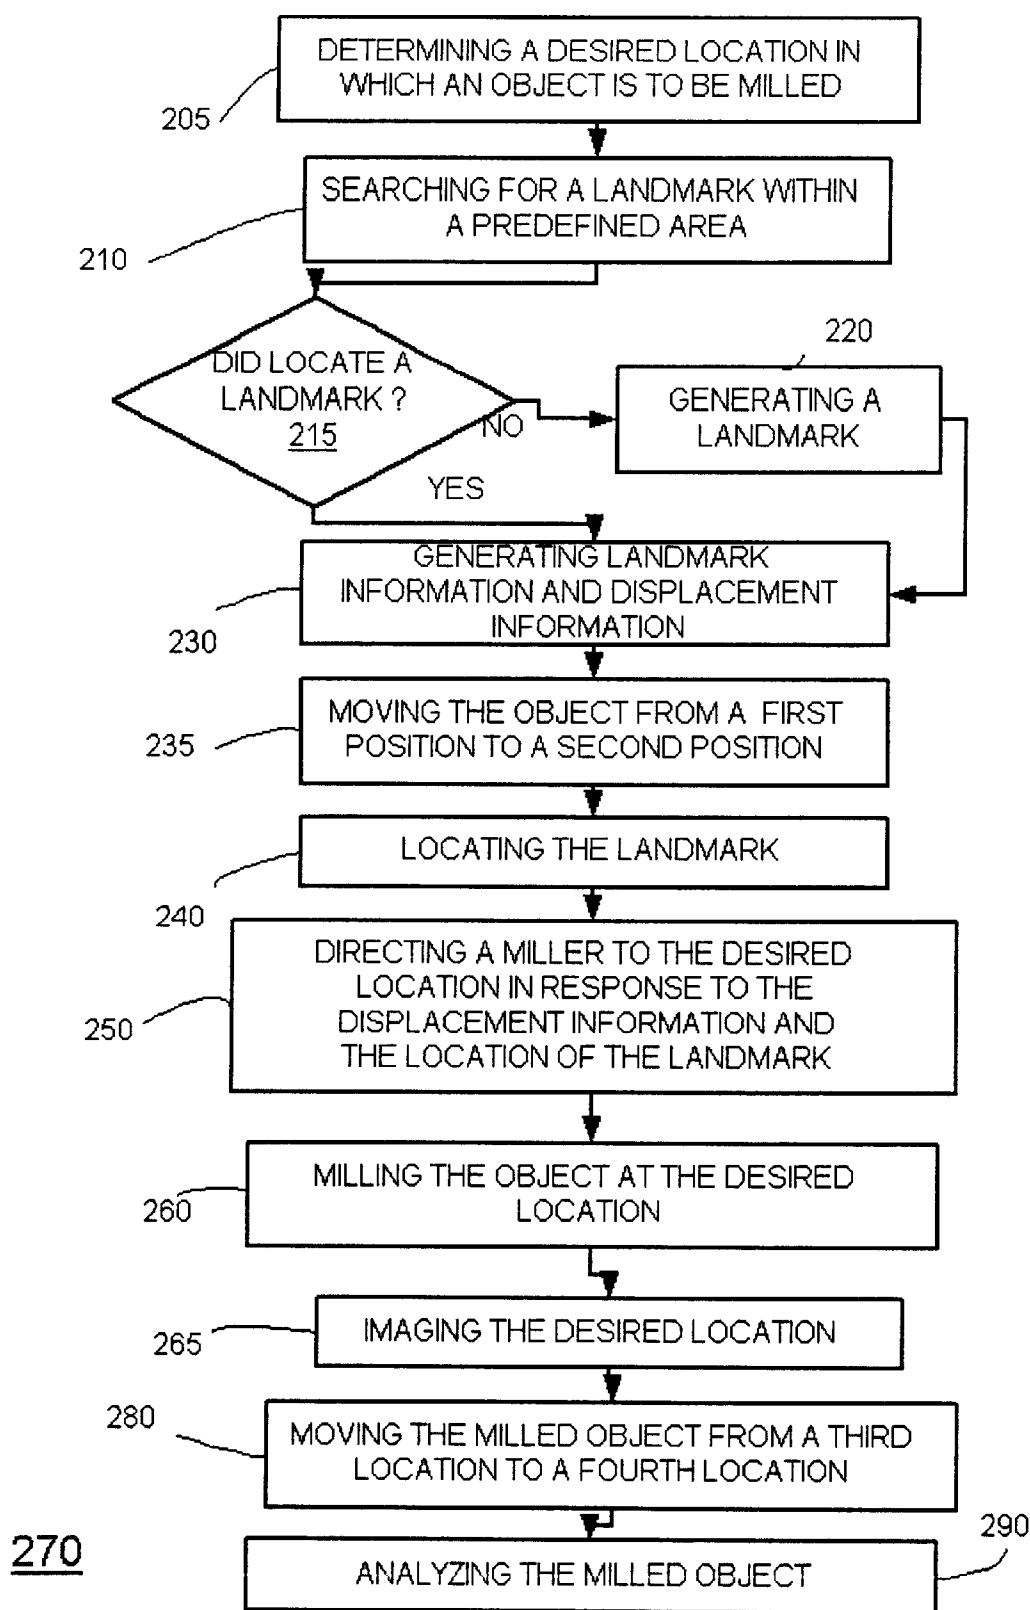 DETERMINING A DESIRED LOCATION IN
WHICH AN OBJECT IS TO BE MILLED
205
SEARCHING FOR A LANDMARK WITHIN
A PREDEFINED AREA
210
DID LOCATE A
LANDMARK ?
215
NO
YES
220
GENERATING A
LANDMARK
GENERATING LANDMARK
INFORMATION AND DISPLACEMENT
INFORMATION
230
MOVING THE OBJECT FROM A FIRST
POSITION TO A SECOND POSITION
235
LOCATING THE LANDMARK
240
DIRECTING A MILLER TO THE DESIRED
LOCATION IN RESPONSE TO THE
DISPLACEMENT INFORMATION AND
THE LOCATION OF THE LANDMARK
250
MILLING THE OBJECT AT THE DESIRED
LOCATION
260
IMAGING THE DESIRED LOCATION
265
280
MOVING THE MILLED OBJECT FROM A THIRD
LOCATION TO A FOURTH LOCATION
290
270
ANALYZING THE MILLED OBJECT